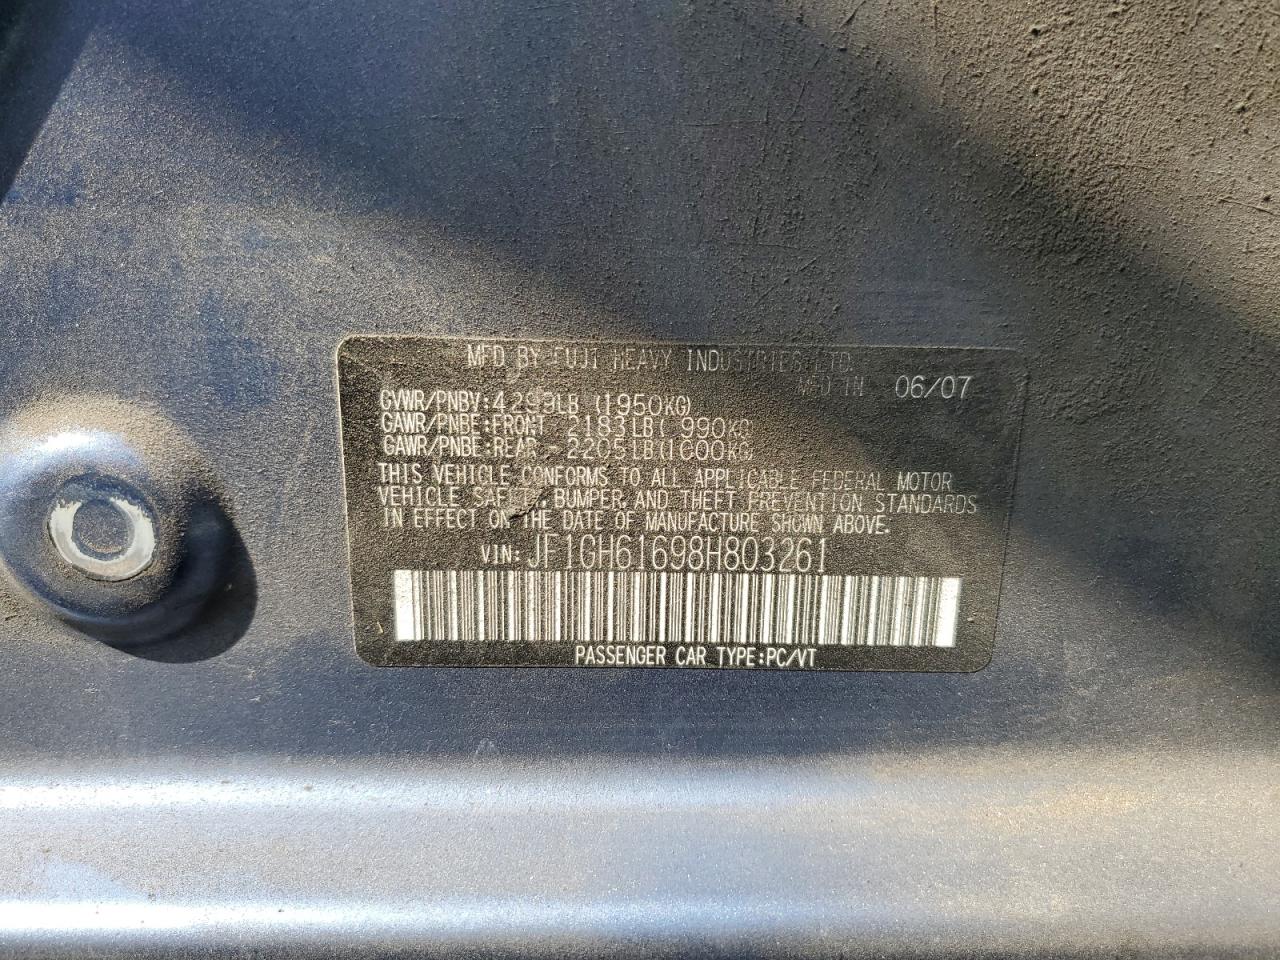 MFD BY FUJI HEAVY INDUSTRIES LTD.
MFD IN 06/07
GVWR/PNBV:4299LB (1950KG)
GAWR/PNBE:FRONT 2183LB( 990KG)
GAWR/PNBE:REAR 2205LB(1000KG)
THIS VEHICLE CONFORMS TO ALL APPLICABLE FEDERAL MOTOR
VEHICLE SAFETY, BUMPER, AND THEFT PREVENTION STANDARDS
IN EFFECT ON THE DATE OF MANUFACTURE SHOWN ABOVE.
VIN: JF1GH61698H803261
PASSENGER CAR TYPE:PC/VT